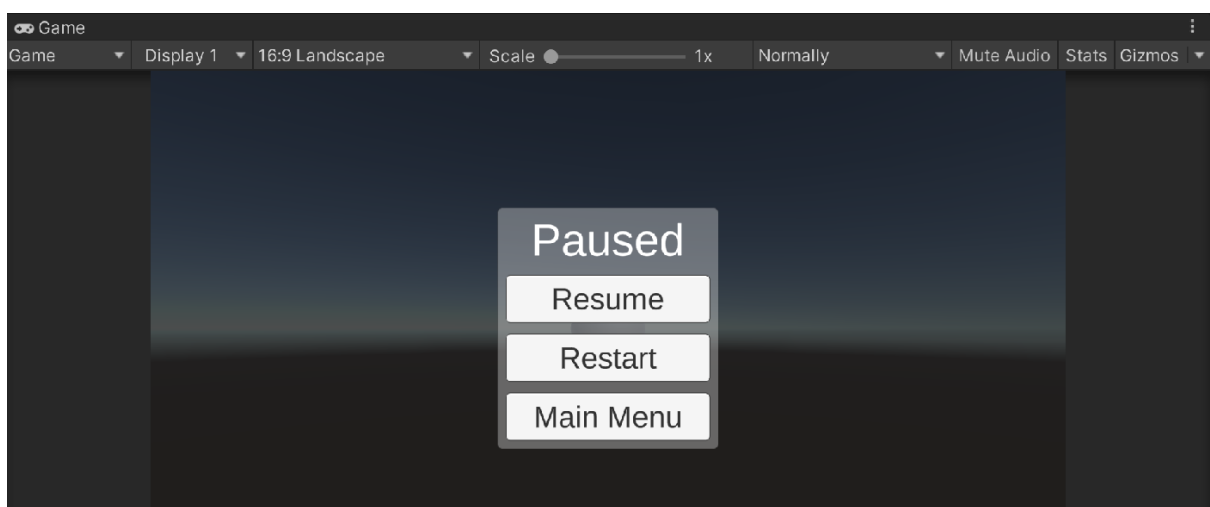 Game
Game Display 1 16:9 Landscape Scale 1x Normally Mute Audio Stats Gizmos
Paused
Resume
Restart
Main Menu